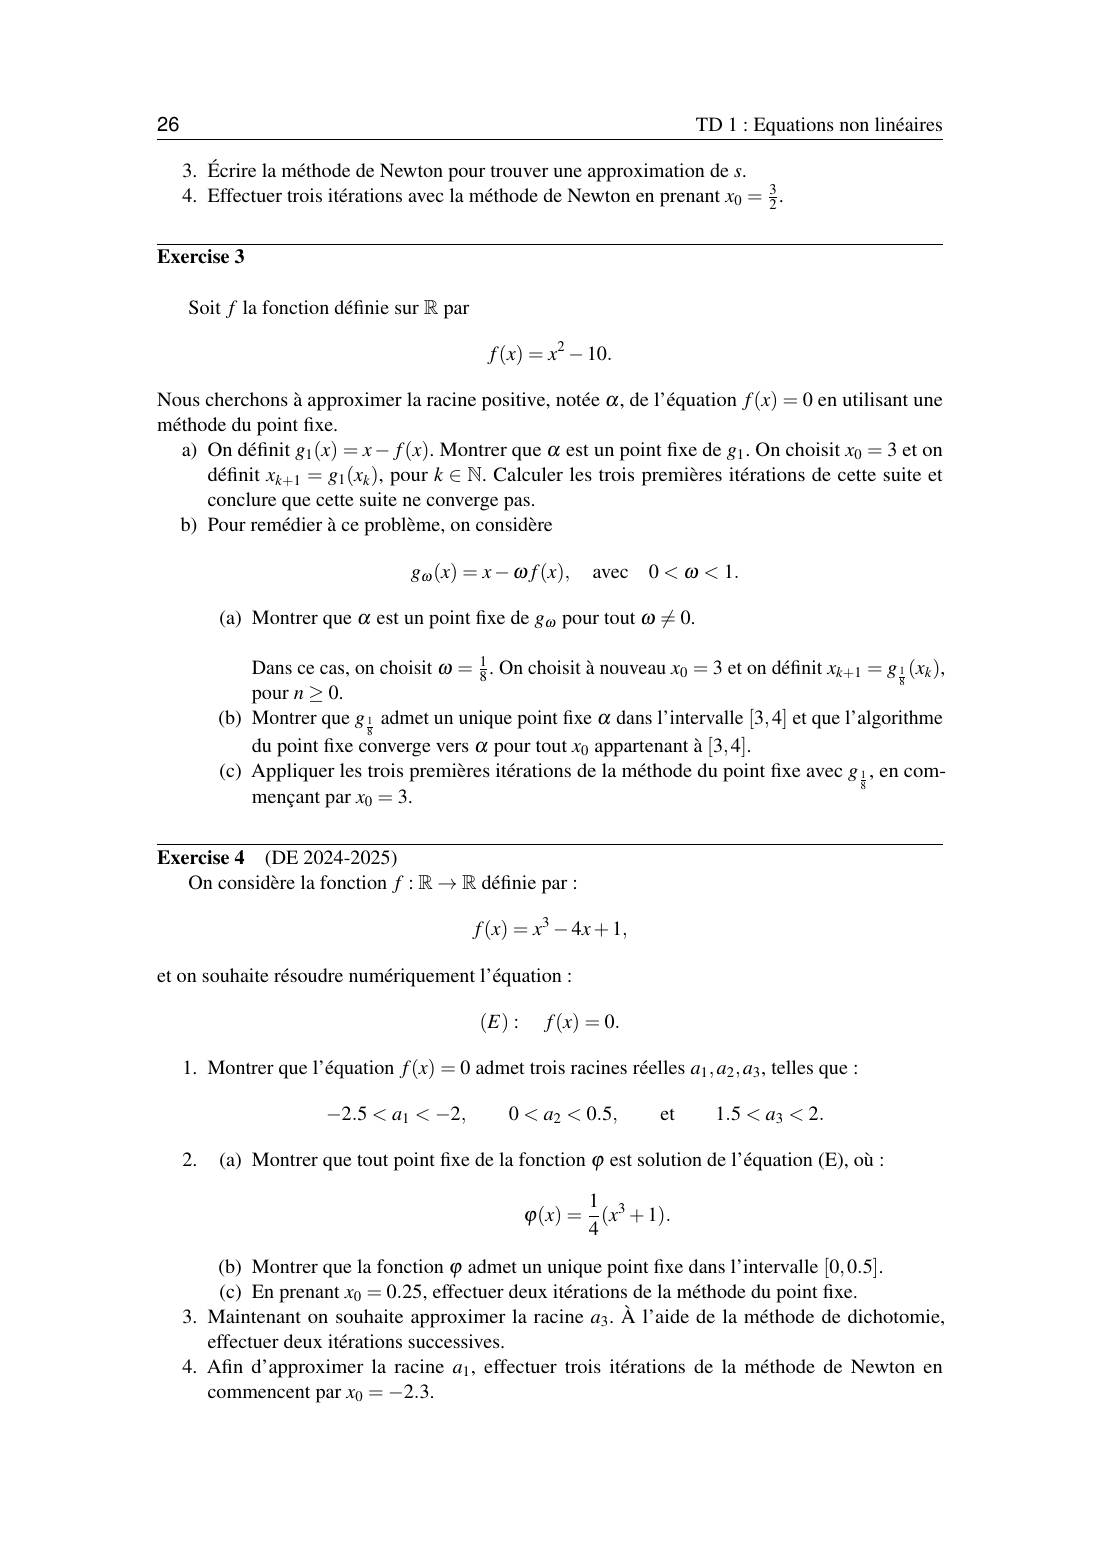 26 TD 1 : Equations non linéaires
3. Écrire la méthode de Newton pour trouver une approximation de s.
4. Effectuer trois itérations avec la méthode de Newton en prenant x₀ = 3/2.
Exercise 3
Soit f la fonction définie sur ℝ par
f(x) = x² − 10.
Nous cherchons à approximer la racine positive, notée α, de l'équation f(x) = 0 en utilisant une
méthode du point fixe.
a) On définit g₁(x) = x − f(x). Montrer que α est un point fixe de g₁. On choisit x₀ = 3 et on
définit xₖ₊₁ = g₁(xₖ), pour k ∈ ℕ. Calculer les trois premières itérations de cette suite et
conclure que cette suite ne converge pas.
b) Pour remédier à ce problème, on considère
g_ω(x) = x − ωf(x), avec 0 < ω < 1.
(a) Montrer que α est un point fixe de g_ω pour tout ω ≠ 0.
Dans ce cas, on choisit ω = 1/8. On choisit à nouveau x₀ = 3 et on définit xₖ₊₁ = g_{1/8}(xₖ),
pour n ≥ 0.
(b) Montrer que g_{1/8} admet un unique point fixe α dans l'intervalle [3,4] et que l'algorithme
du point fixe converge vers α pour tout x₀ appartenant à [3,4].
(c) Appliquer les trois premières itérations de la méthode du point fixe avec g_{1/8}, en com-
mençant par x₀ = 3.
Exercise 4 (DE 2024-2025)
On considère la fonction f : ℝ → ℝ définie par :
f(x) = x³ − 4x + 1,
et on souhaite résoudre numériquement l'équation :
(E) : f(x) = 0.
1. Montrer que l'équation f(x) = 0 admet trois racines réelles a₁, a₂, a₃, telles que :
−2.5 < a₁ < −2, 0 < a₂ < 0.5, et 1.5 < a₃ < 2.
2. (a) Montrer que tout point fixe de la fonction φ est solution de l'équation (E), où :
φ(x) = 1/4(x³ + 1).
(b) Montrer que la fonction φ admet un unique point fixe dans l'intervalle [0,0.5].
(c) En prenant x₀ = 0.25, effectuer deux itérations de la méthode du point fixe.
3. Maintenant on souhaite approximer la racine a₃. À l'aide de la méthode de dichotomie,
effectuer deux itérations successives.
4. Afin d'approximer la racine a₁, effectuer trois itérations de la méthode de Newton en
commencent par x₀ = −2.3.